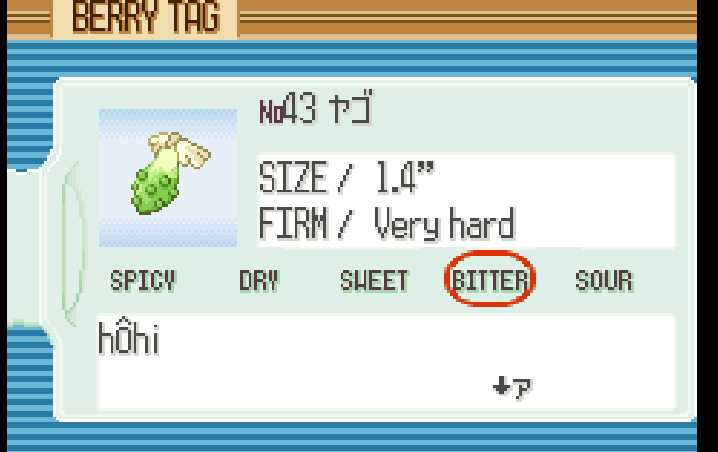 BERRY TAG
No43 ヤゴ
SIZE / 1.4”
FIRM / Very hard
SPICY DRY SWEET BITTER SOUR
hÔhi
↓ア